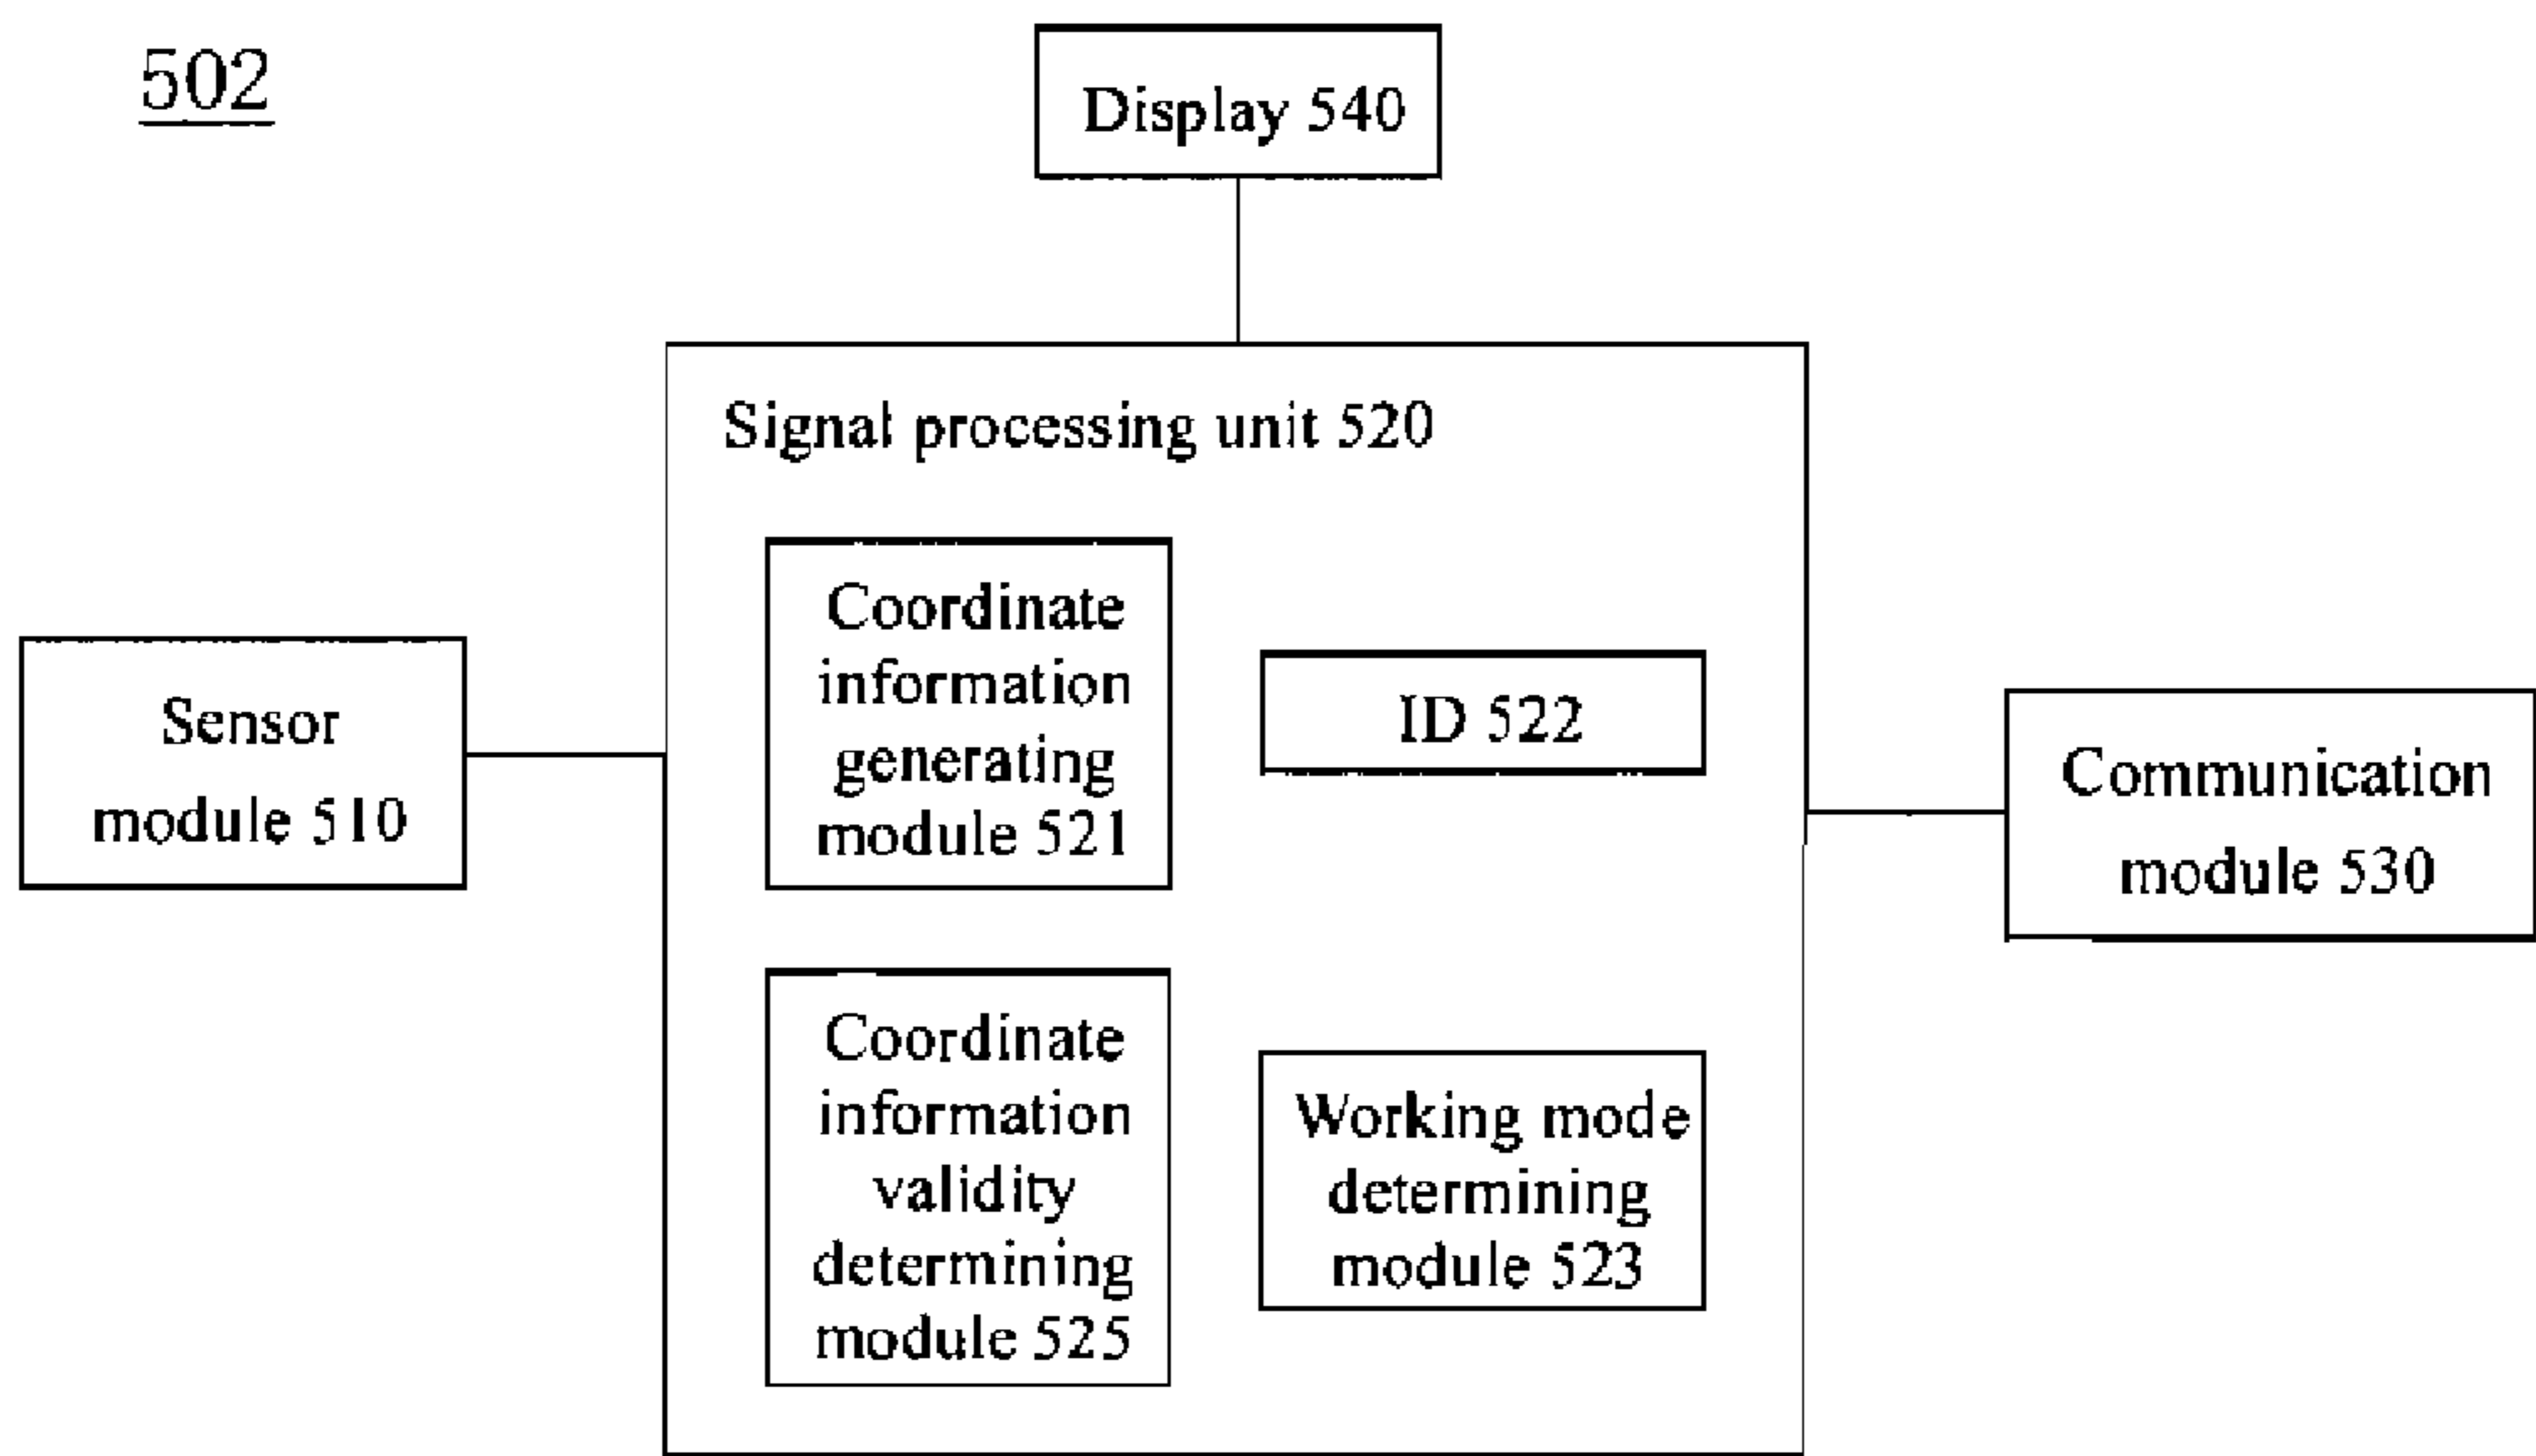 502
Display 540
Signal processing unit 520
Coordinate
information
generating
module 521
ID 522
Sensor
module 510
Communication
module 530
Coordinate
information
validity
determining
module 525
Working mode
determining
module 523